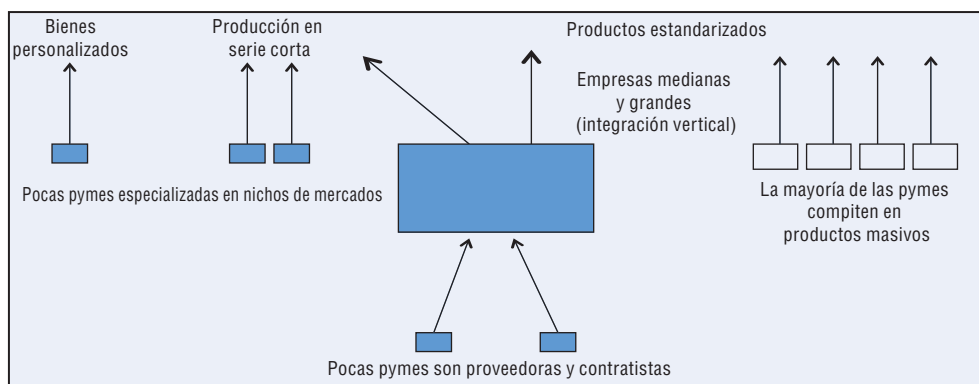 Bienes
personalizados
Producción en
serie corta
Productos estandarizados
Empresas medianas
y grandes
(integración vertical)
Pocas pymes especializadas en nichos de mercados
La mayoría de las pymes
compiten en
productos masivos
Pocas pymes son proveedoras y contratistas